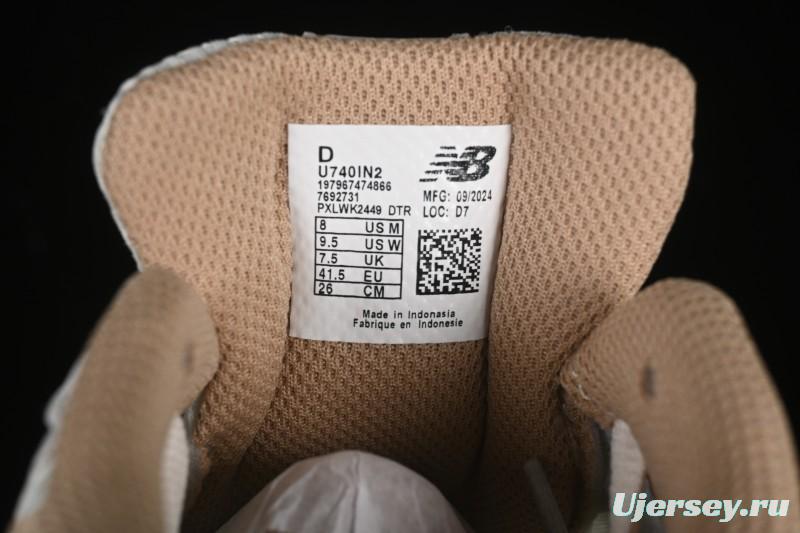 D
U740IN2
197967474866
7692731
PXLWK2449 DTR
8 US M
9.5 US W
7.5 UK
41.5 EU
26 CM
NB
MFG: 09/2024
LOC: D7
Made in Indonasia
Fabrique en Indonesie
Ujersey.ru